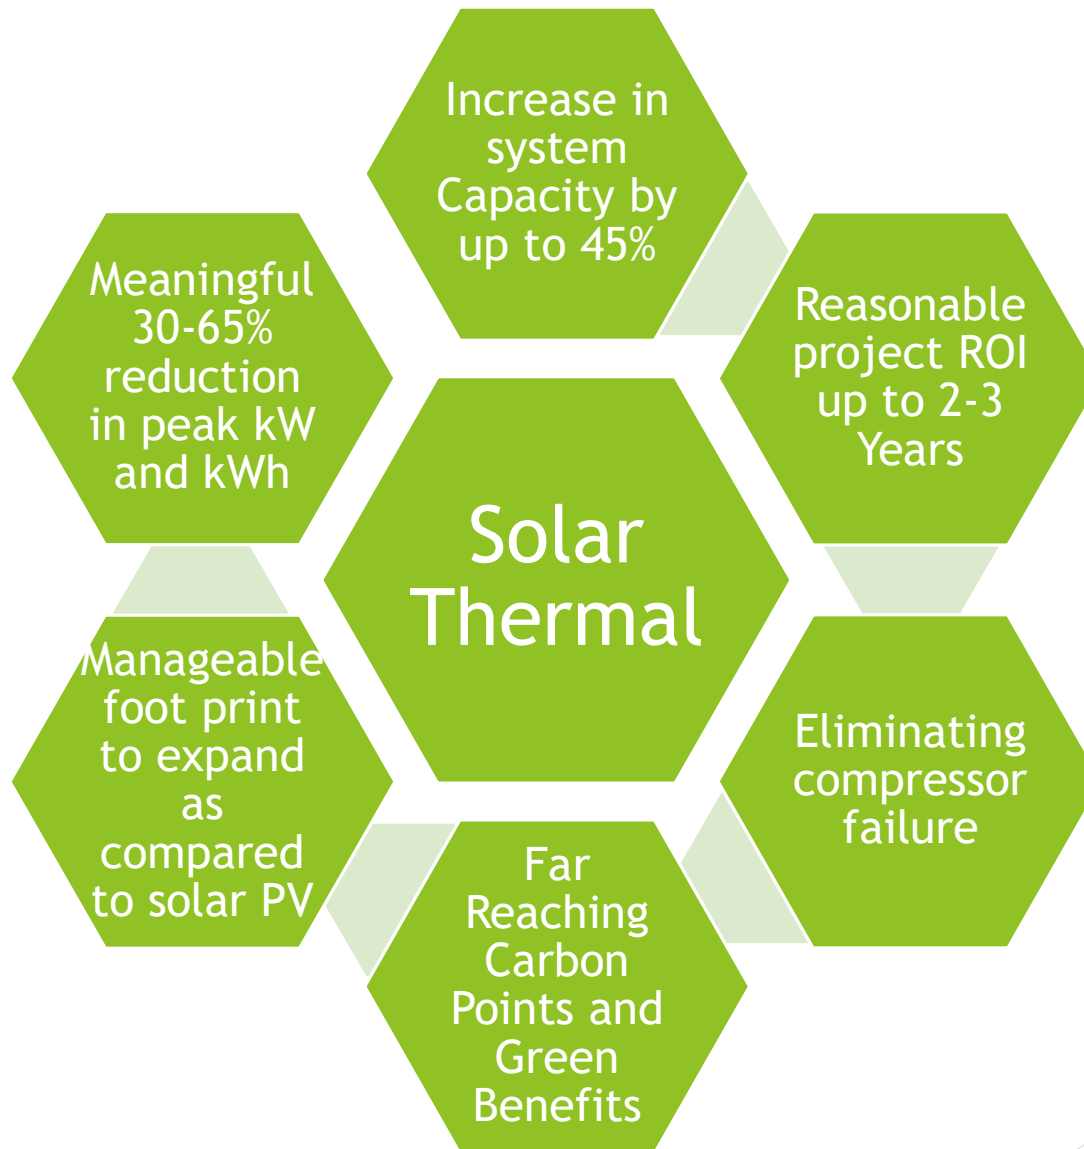 Increase in
system
Capacity by
up to 45%
Reasonable
project ROI
up to 2-3
Years
Eliminating
compressor
failure
Far
Reaching
Carbon
Points and
Green
Benefits
Manageable
foot print
to expand
as
compared
to solar PV
Meaningful
30-65%
reduction
in peak kW
and kWh
Solar
Thermal